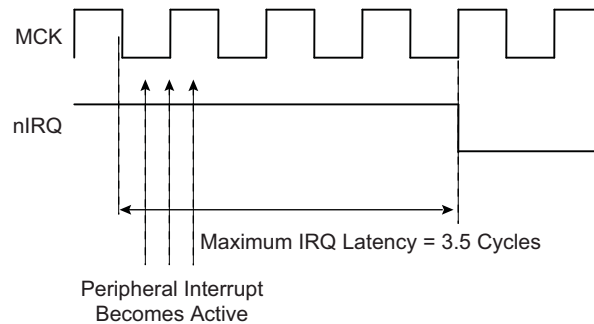 MCK
nIRQ
Maximum IRQ Latency = 3.5 Cycles
Peripheral Interrupt
Becomes Active